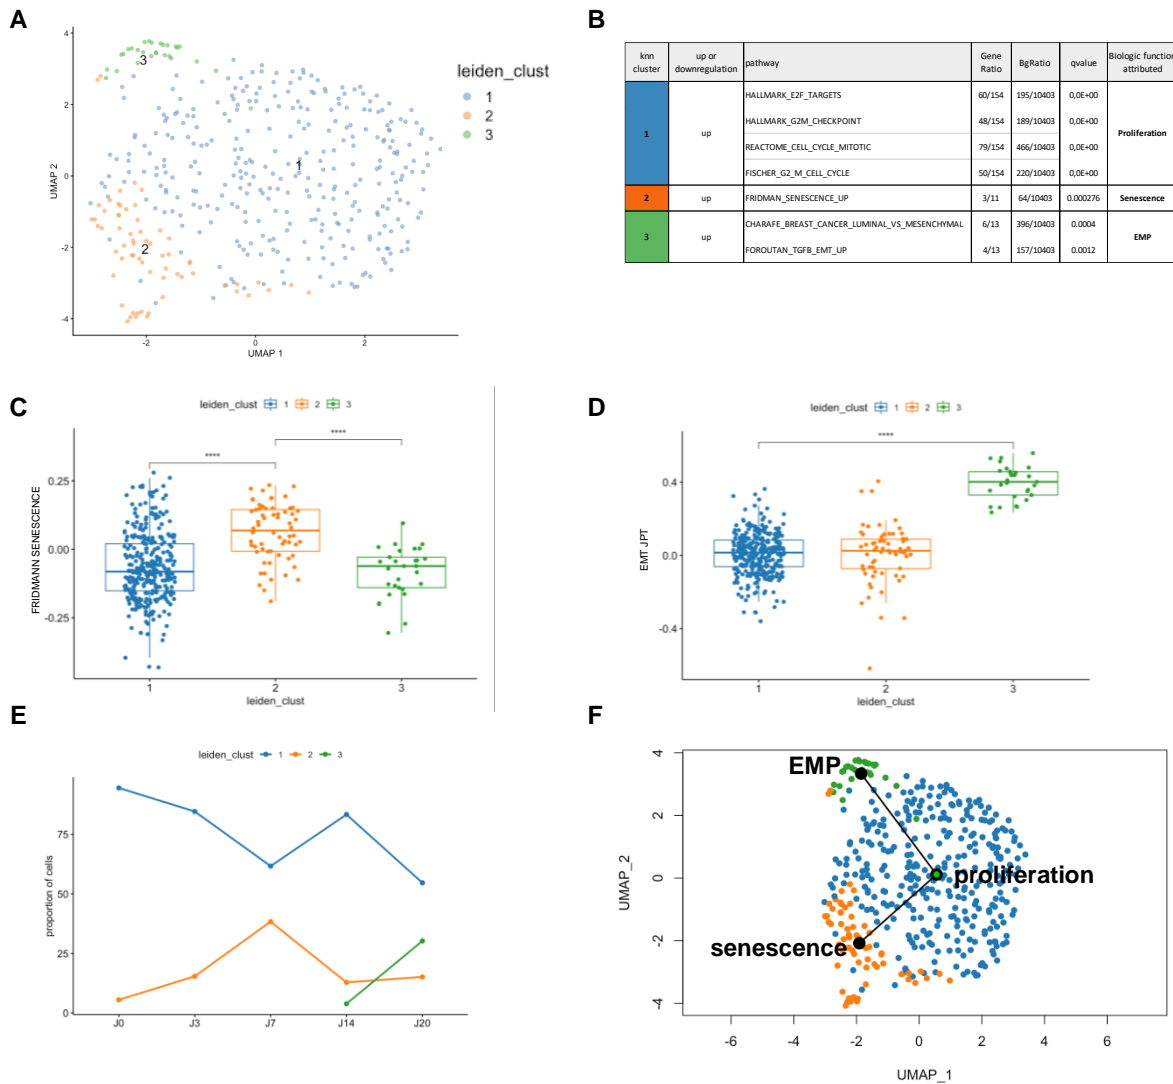 A
4
2
0
-2
-4
UMAP 2
-2
0
2
UMAP 1
3
1
2
leiden_clust
1
2
3
B
knn cluster
up or downregulation
pathway
Gene Ratio
BgRatio
qvalue
Biologic function attributed
1
up
HALLMARK_E2F_TARGETS
60/154
195/10403
0,0E+00
Proliferation
HALLMARK_G2M_CHECKPOINT
48/154
189/10403
0,0E+00
REACTOME_CELL_CYCLE_MITOTIC
79/154
466/10403
0,0E+00
FISCHER_G2_M_CELL_CYCLE
50/154
220/10403
0,0E+00
2
up
FRIDMAN_SENESCENCE_UP
3/11
64/10403
0.000276
Senescence
3
up
CHARAFE_BREAST_CANCER_LUMINAL_VS_MESENCHYMAL
6/13
396/10403
0.0004
EMP
FOROUTAN_TGFB_EMT_UP
4/13
157/10403
0.0012
C
leiden_clust 1 2 3
FRIDMANN SENESCENCE
0.25
0.00
-0.25
****
****
1
2
3
leiden_clust
D
leiden_clust 1 2 3
EMT JPT
0.4
0.0
-0.4
****
1
2
3
leiden_clust
E
leiden_clust 1 2 3
proportion of cells
75
50
25
0
J0
J3
J7
J14
J20
F
UMAP_2
4
2
0
-2
-4
EMP
proliferation
senescence
-6
-4
-2
0
2
4
6
UMAP_1